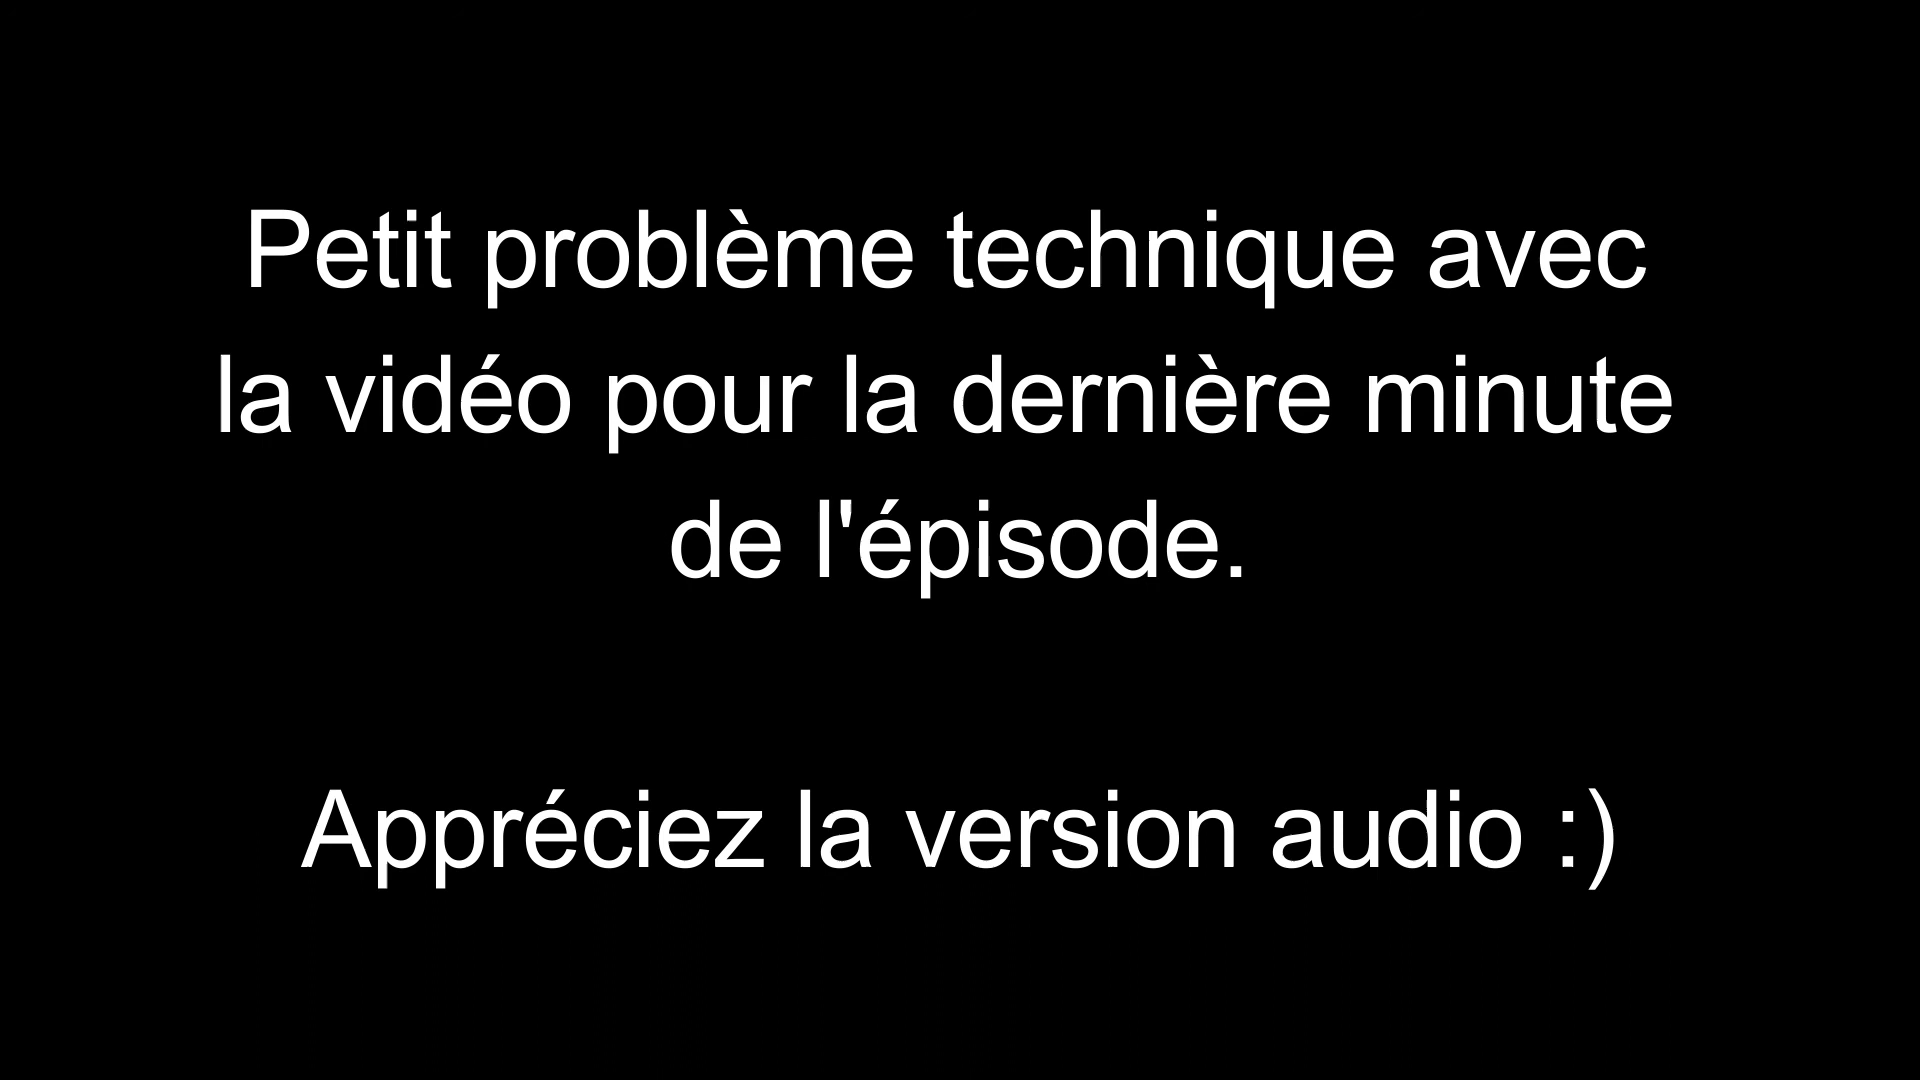 Petit problème technique avec
la vidéo pour la dernière minute
de l'épisode.
Appréciez la version audio :)